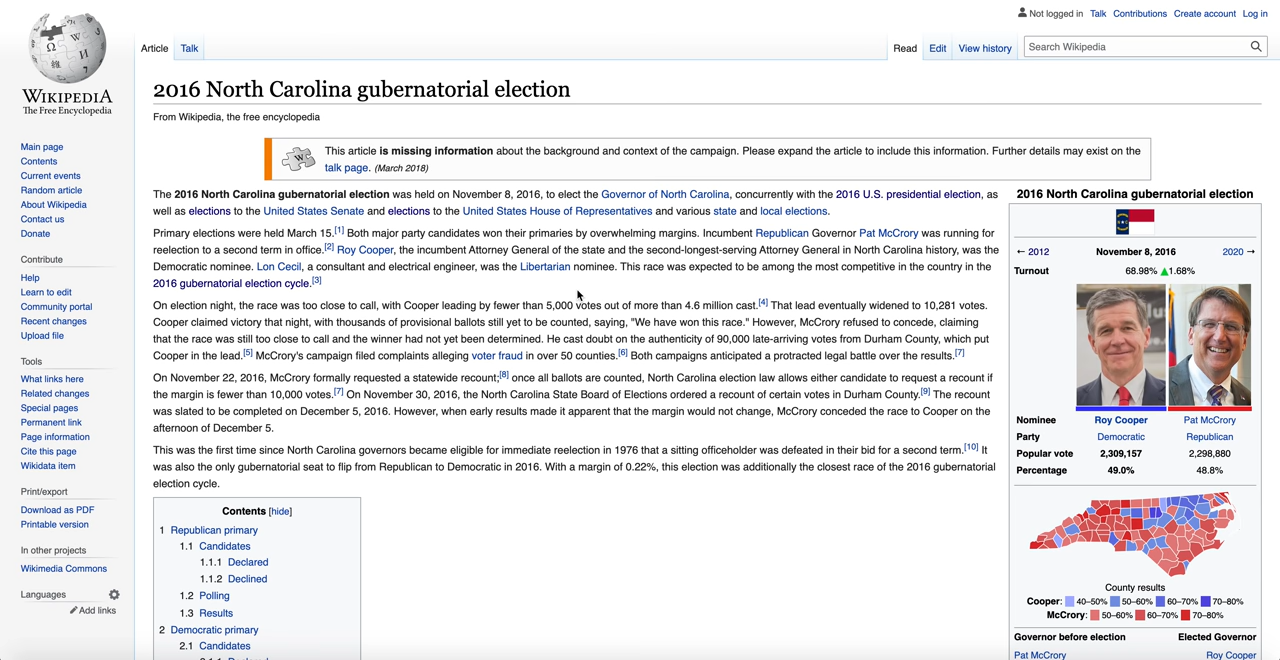 Not logged in Talk Contributions Create account Log in
Article Talk Read Edit View history Search Wikipedia
WIKIPEDIA
The Free Encyclopedia
Main page
Contents
Current events
Random article
About Wikipedia
Contact us
Donate
Contribute
Help
Learn to edit
Community portal
Recent changes
Upload file
Tools
What links here
Related changes
Special pages
Permanent link
Page information
Cite this page
Wikidata item
Print/export
Download as PDF
Printable version
In other projects
Wikimedia Commons
Languages
Add links
2016 North Carolina gubernatorial election
From Wikipedia, the free encyclopedia
This article is missing information about the background and context of the campaign. Please expand the article to include this information. Further details may exist on the
talk page. (March 2018)
The 2016 North Carolina gubernatorial election was held on November 8, 2016, to elect the Governor of North Carolina, concurrently with the 2016 U.S. presidential election, as
well as elections to the United States Senate and elections to the United States House of Representatives and various state and local elections.
Primary elections were held March 15.[1] Both major party candidates won their primaries by overwhelming margins. Incumbent Republican Governor Pat McCrory was running for
reelection to a second term in office.[2] Roy Cooper, the incumbent Attorney General of the state and the second-longest-serving Attorney General in North Carolina history, was the
Democratic nominee. Lon Cecil, a consultant and electrical engineer, was the Libertarian nominee. This race was expected to be among the most competitive in the country in the
2016 gubernatorial election cycle.[3]
On election night, the race was too close to call, with Cooper leading by fewer than 5,000 votes out of more than 4.6 million cast.[4] That lead eventually widened to 10,281 votes.
Cooper claimed victory that night, with thousands of provisional ballots still yet to be counted, saying, "We have won this race." However, McCrory refused to concede, claiming
that the race was still too close to call and the winner had not yet been determined. He cast doubt on the authenticity of 90,000 late-arriving votes from Durham County, which put
Cooper in the lead.[5] McCrory's campaign filed complaints alleging voter fraud in over 50 counties.[6] Both campaigns anticipated a protracted legal battle over the results.[7]
On November 22, 2016, McCrory formally requested a statewide recount;[8] once all ballots are counted, North Carolina election law allows either candidate to request a recount if
the margin is fewer than 10,000 votes.[7] On November 30, 2016, the North Carolina State Board of Elections ordered a recount of certain votes in Durham County.[9] The recount
was slated to be completed on December 5, 2016. However, when early results made it apparent that the margin would not change, McCrory conceded the race to Cooper on the
afternoon of December 5.
This was the first time since North Carolina governors became eligible for immediate reelection in 1976 that a sitting officeholder was defeated in their bid for a second term.[10] It
was also the only gubernatorial seat to flip from Republican to Democratic in 2016. With a margin of 0.22%, this election was additionally the closest race of the 2016 gubernatorial
election cycle.
Contents [hide]
1 Republican primary
1.1 Candidates
1.1.1 Declared
1.1.2 Declined
1.2 Polling
1.3 Results
2 Democratic primary
2.1 Candidates
2016 North Carolina gubernatorial election
← 2012 November 8, 2016 2020 →
Turnout 68.98% ▲1.68%
Nominee Roy Cooper Pat McCrory
Party Democratic Republican
Popular vote 2,309,157 2,298,880
Percentage 49.0% 48.8%
County results
Cooper: 40–50% 50–60% 60–70% 70–80%
McCrory: 50–60% 60–70% 70–80%
Governor before election Elected Governor
Pat McCrory Roy Cooper